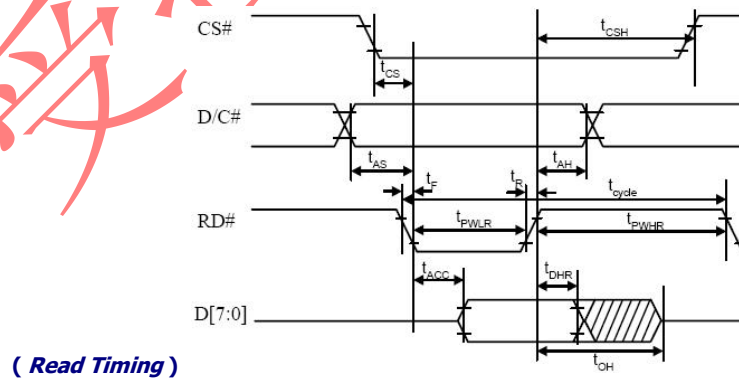 CS#
tCSH
tCS
D/C#
tAS
tAH
tF
tR
tcycle
RD#
tPWLR
tPWHR
tACC
tDHR
D[7:0]
tOH
( Read Timing )